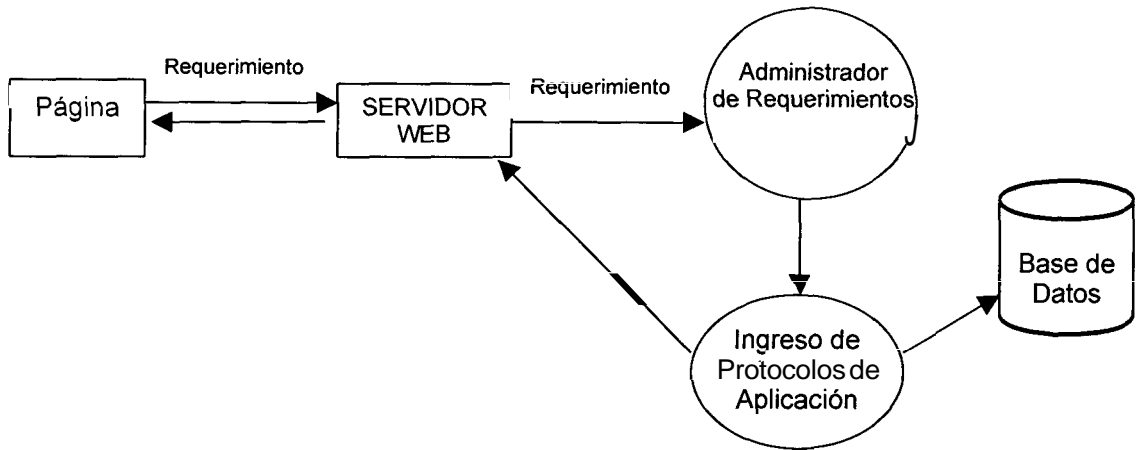 Requerimiento
Página
SERVIDOR
WEB
Requerimiento
Administrador
de Requerimientos
Base de
Datos
Ingreso de
Protocolos de
Aplicación